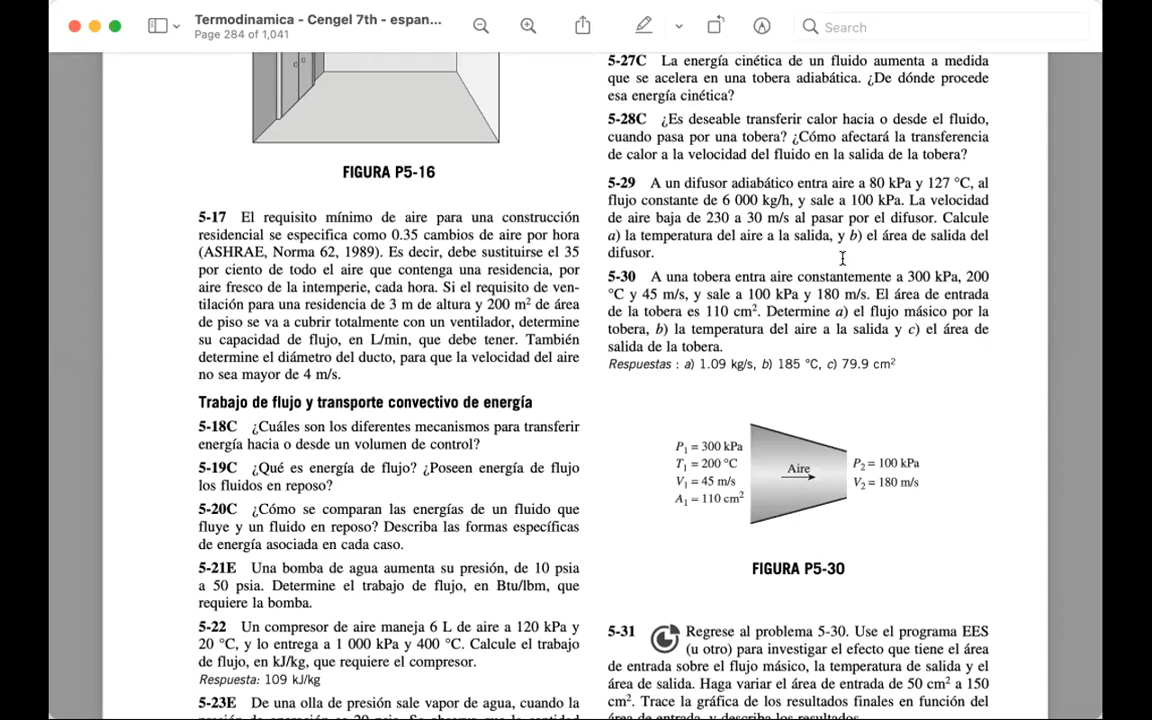 Termodinamica - Cengel 7th - espan...
Page 284 of 1,041
Search
FIGURA P5-16
5-17 El requisito mínimo de aire para una construcción
residencial se especifica como 0.35 cambios de aire por hora
(ASHRAE, Norma 62, 1989). Es decir, debe sustituirse el 35
por ciento de todo el aire que contenga una residencia, por
aire fresco de la intemperie, cada hora. Si el requisito de ven-
tilación para una residencia de 3 m de altura y 200 m² de área
de piso se va a cubrir totalmente con un ventilador, determine
su capacidad de flujo, en L/min, que debe tener. También
determine el diámetro del ducto, para que la velocidad del aire
no sea mayor de 4 m/s.
Trabajo de flujo y transporte convectivo de energía
5-18C ¿Cuáles son los diferentes mecanismos para transferir
energía hacia o desde un volumen de control?
5-19C ¿Qué es energía de flujo? ¿Poseen energía de flujo
los fluidos en reposo?
5-20C ¿Cómo se comparan las energías de un fluido que
fluye y un fluido en reposo? Describa las formas específicas
de energía asociada en cada caso.
5-21E Una bomba de agua aumenta su presión, de 10 psia
a 50 psia. Determine el trabajo de flujo, en Btu/lbm, que
requiere la bomba.
5-22 Un compresor de aire maneja 6 L de aire a 120 kPa y
20 °C, y lo entrega a 1 000 kPa y 400 °C. Calcule el trabajo
de flujo, en kJ/kg, que requiere el compresor.
Respuesta: 109 kJ/kg
5-23E De una olla de presión sale vapor de agua, cuando la
5-27C La energía cinética de un fluido aumenta a medida
que se acelera en una tobera adiabática. ¿De dónde procede
esa energía cinética?
5-28C ¿Es deseable transferir calor hacia o desde el fluido,
cuando pasa por una tobera? ¿Cómo afectará la transferencia
de calor a la velocidad del fluido en la salida de la tobera?
5-29 A un difusor adiabático entra aire a 80 kPa y 127 °C, al
flujo constante de 6 000 kg/h, y sale a 100 kPa. La velocidad
de aire baja de 230 a 30 m/s al pasar por el difusor. Calcule
a) la temperatura del aire a la salida, y b) el área de salida del
difusor.
5-30 A una tobera entra aire constantemente a 300 kPa, 200
°C y 45 m/s, y sale a 100 kPa y 180 m/s. El área de entrada
de la tobera es 110 cm². Determine a) el flujo másico por la
tobera, b) la temperatura del aire a la salida y c) el área de
salida de la tobera.
Respuestas : a) 1.09 kg/s, b) 185 °C, c) 79.9 cm²
P₁ = 300 kPa
T₁ = 200 °C
V₁ = 45 m/s
A₁ = 110 cm²
Aire
P₂ = 100 kPa
V₂ = 180 m/s
FIGURA P5-30
5-31 Regrese al problema 5-30. Use el programa EES
(u otro) para investigar el efecto que tiene el área
de entrada sobre el flujo másico, la temperatura de salida y el
área de salida. Haga variar el área de entrada de 50 cm² a 150
cm². Trace la gráfica de los resultados finales en función del